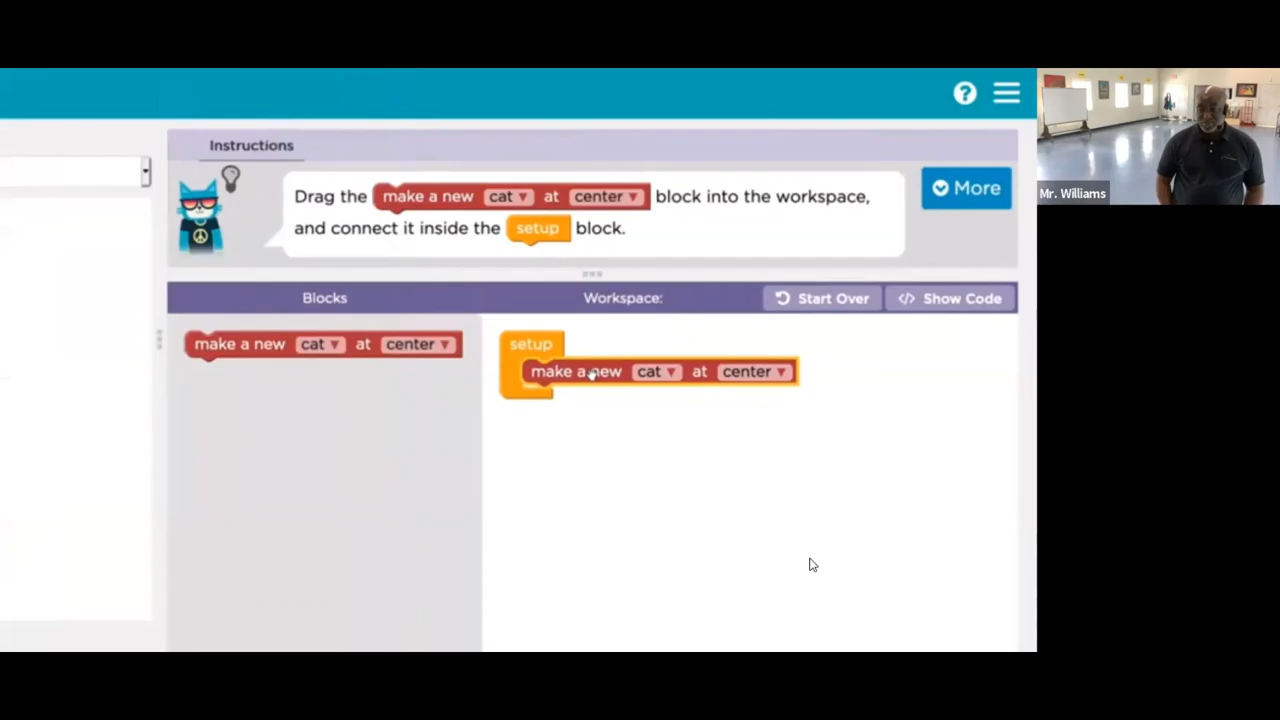 ?
Mr. Williams
Instructions
Drag the make a new cat at center block into the workspace,
and connect it inside the setup block.
More
Blocks
Workspace:
Start Over
</> Show Code
make a new cat at center
setup
make a new cat at center